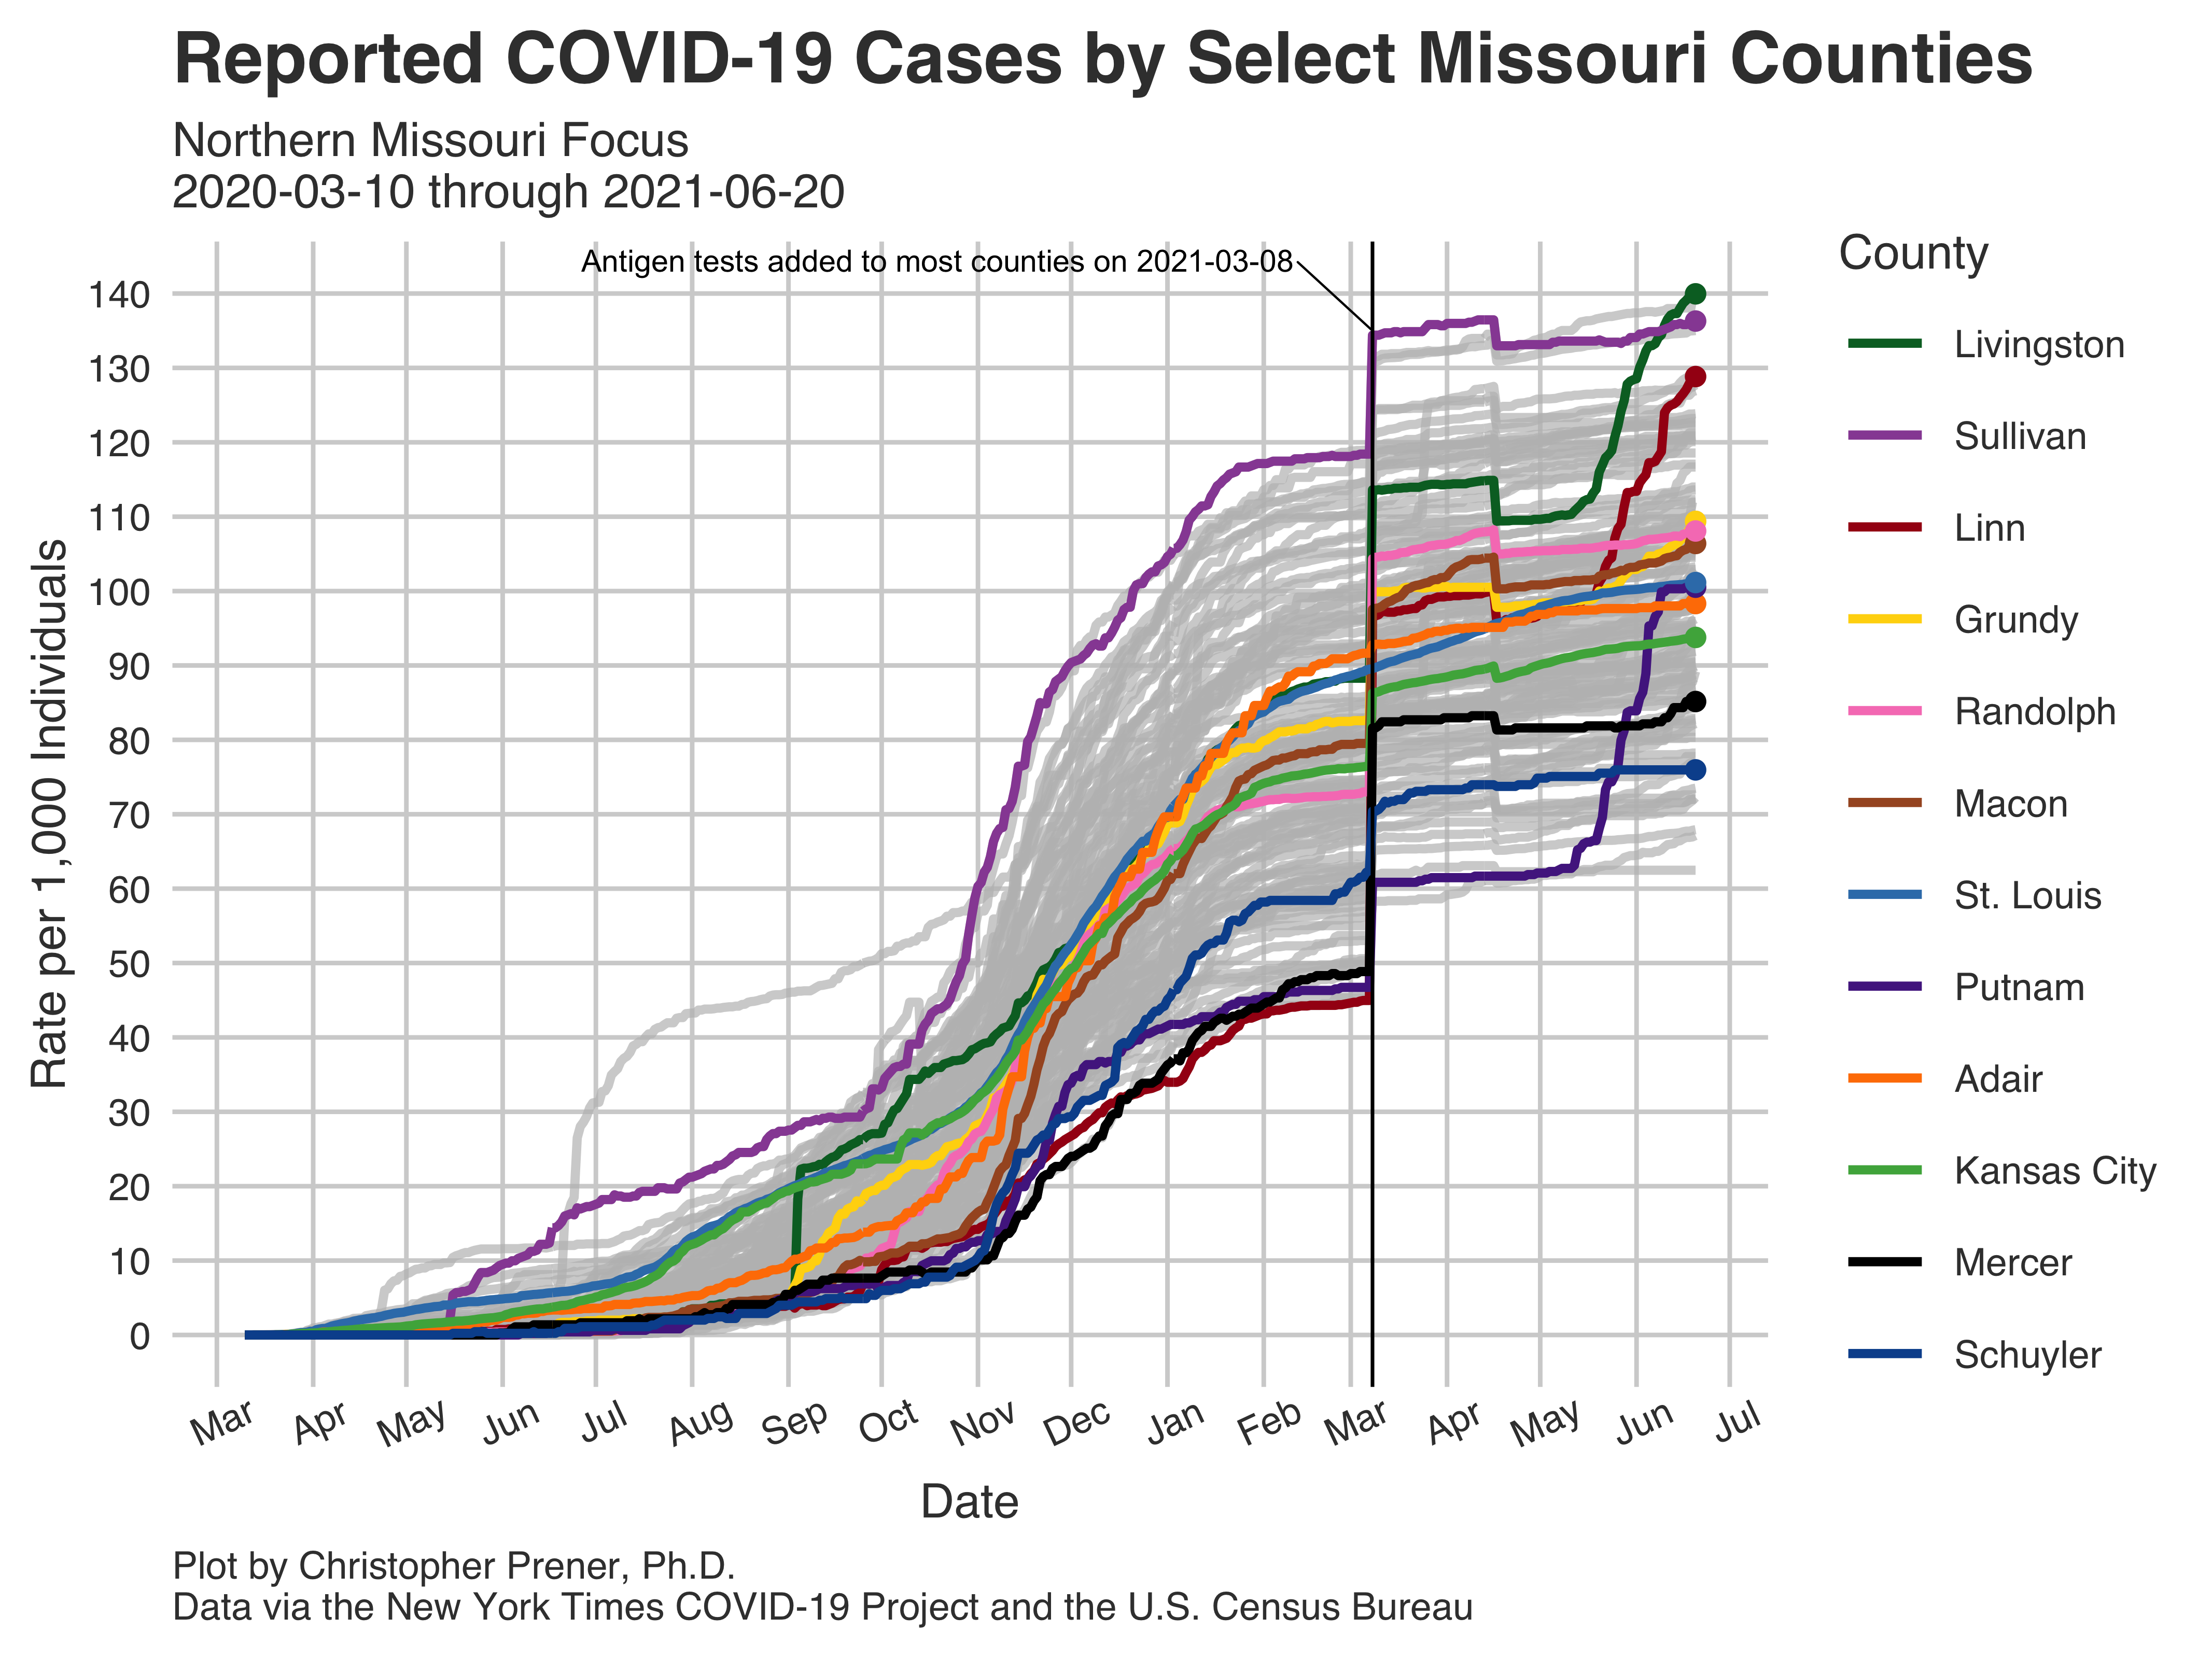 Reported COVID-19 Cases by Select Missouri Counties
Northern Missouri Focus
2020-03-10 through 2021-06-20
Antigen tests added to most counties on 2021-03-08
Rate per 1,000 Individuals
140
130
120
110
100
90
80
70
60
50
40
30
20
10
0
Mar Apr May Jun Jul Aug Sep Oct Nov Dec Jan Feb Mar Apr May Jun Jul
Date
County
Livingston
Sullivan
Linn
Grundy
Randolph
Macon
St. Louis
Putnam
Adair
Kansas City
Mercer
Schuyler
Plot by Christopher Prener, Ph.D.
Data via the New York Times COVID-19 Project and the U.S. Census Bureau